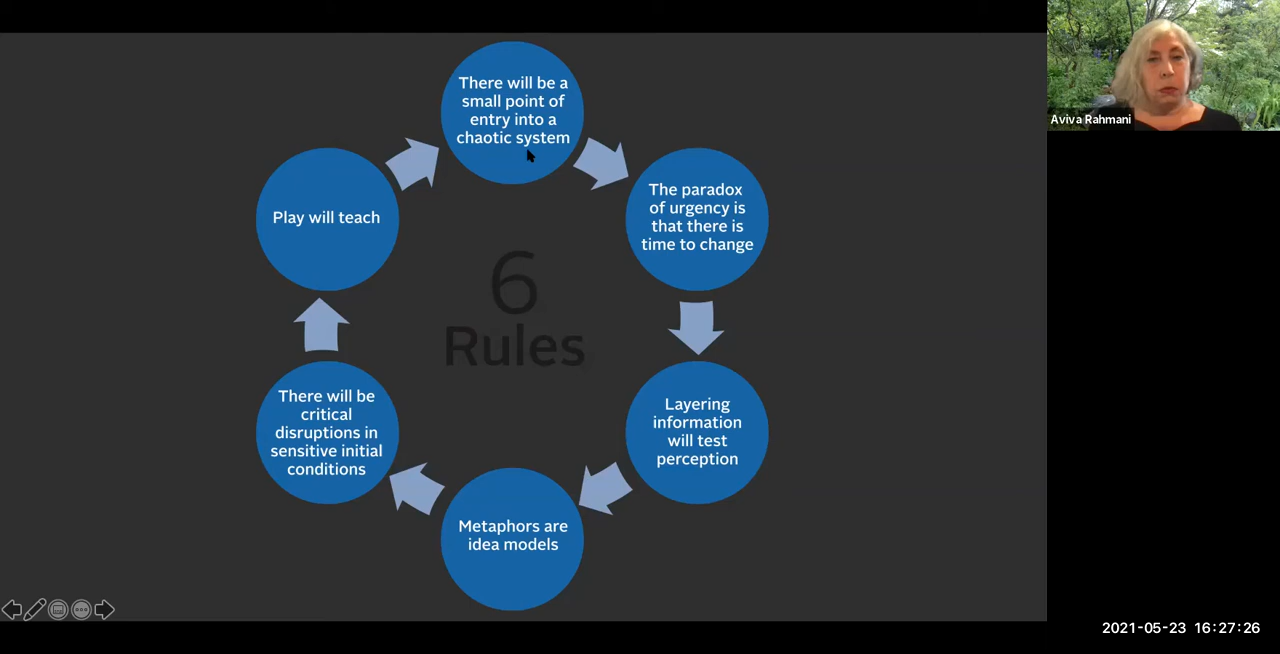 There will be a
small point of
entry into a
chaotic system
The paradox
of urgency is
that there is
time to change
Layering
information
will test
perception
Metaphors are
idea models
There will be
critical
disruptions in
sensitive initial
conditions
Play will teach
6
Rules
Aviva Rahmani
2021-05-23 16:27:26